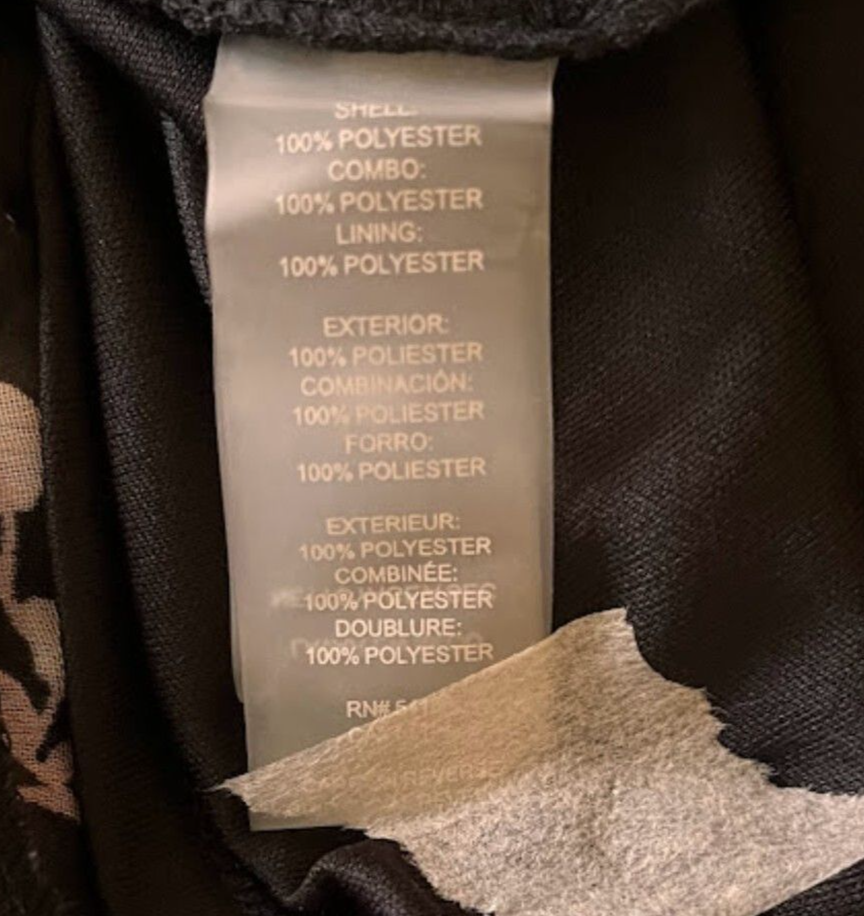 SHELL:
100% POLYESTER
COMBO:
100% POLYESTER
LINING:
100% POLYESTER
EXTERIOR:
100% POLIESTER
COMBINACIÓN:
100% POLIESTER
FORRO:
100% POLIESTER
EXTERIEUR:
100% POLYESTER
COMBINÉE:
100% POLYESTER
DOUBLURE:
100% POLYESTER
RN#